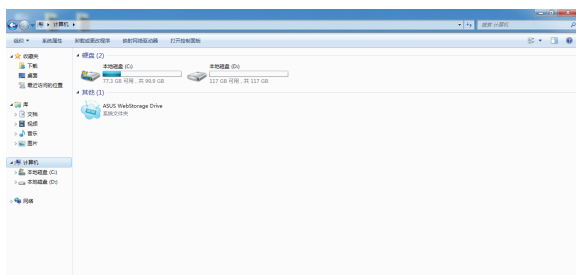 计算机
搜索 计算机
组织 系统属性 卸载或更改程序 映射网络驱动器 打开控制面板
收藏夹
下载
桌面
最近访问的位置
库
文档
视频
音乐
图片
计算机
本地磁盘 (C:)
本地磁盘 (D:)
网络
硬盘 (2)
本地磁盘 (C:)
77.3 GB 可用，共 99.9 GB
本地磁盘 (D:)
117 GB 可用，共 117 GB
其他 (1)
ASUS WebStorage Drive
系统文件夹